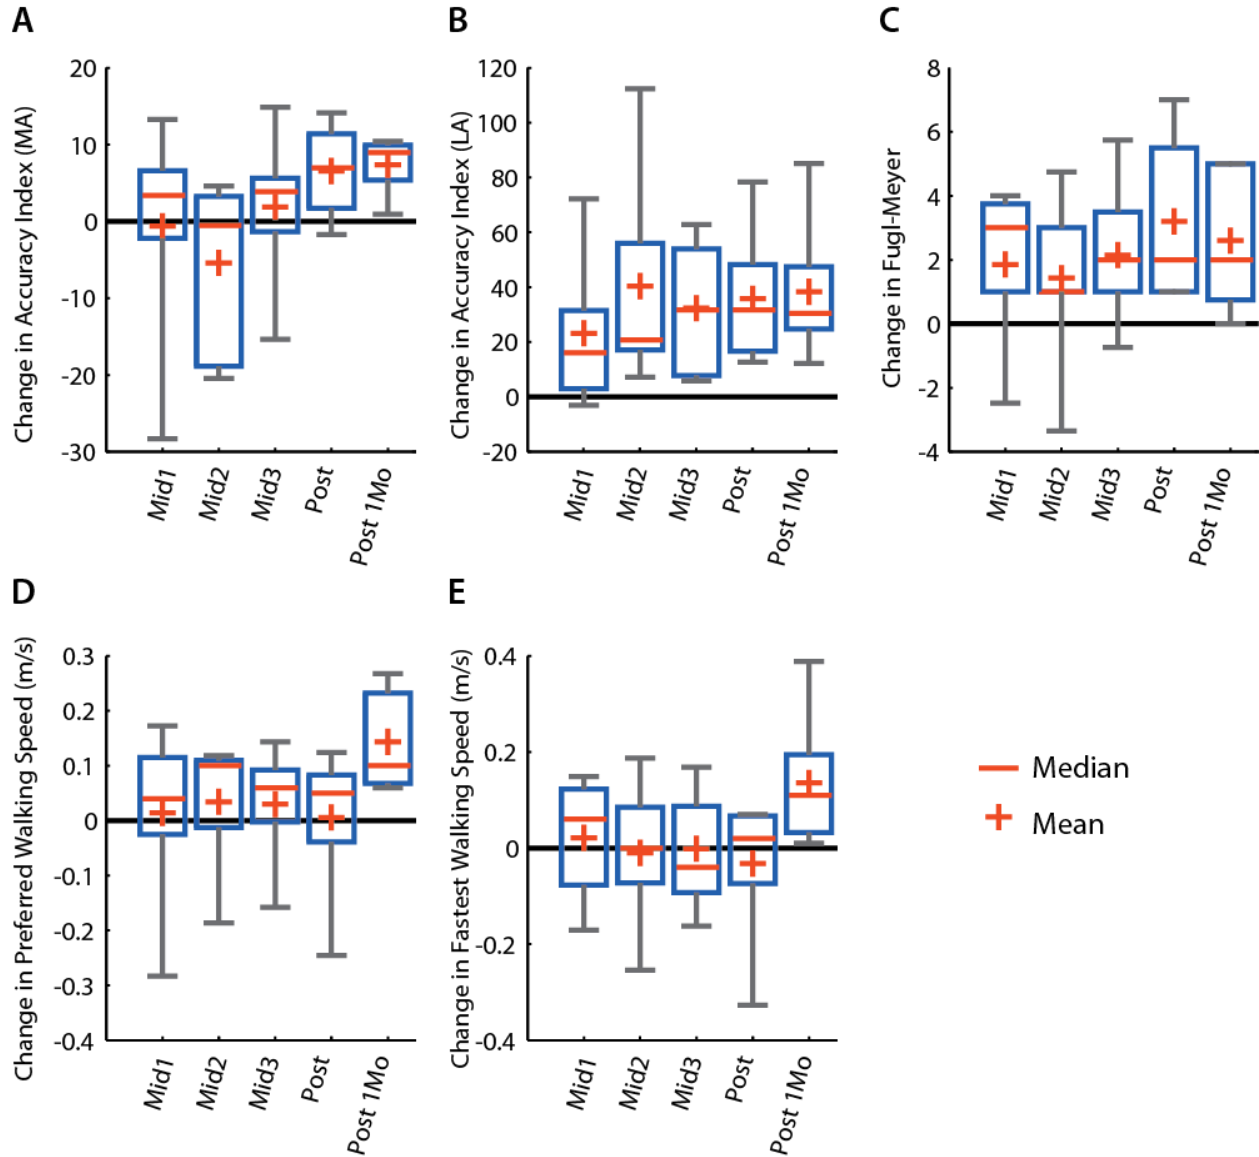 A
Change in Accuracy Index (MA)
20
10
0
-10
-20
-30
Mid1
Mid2
Mid3
Post
Post 1Mo
B
Change in Accuracy Index (LA)
120
100
80
60
40
20
0
-20
Mid1
Mid2
Mid3
Post
Post 1Mo
C
Change in Fugl-Meyer
8
6
4
2
0
-2
-4
Mid1
Mid2
Mid3
Post
Post 1Mo
D
Change in Preferred Walking Speed (m/s)
0.3
0.2
0.1
0
-0.1
-0.2
-0.3
-0.4
Mid1
Mid2
Mid3
Post
Post 1Mo
E
Change in Fastest Walking Speed (m/s)
0.4
0.2
0
-0.2
-0.4
Mid1
Mid2
Mid3
Post
Post 1Mo
Median
Mean